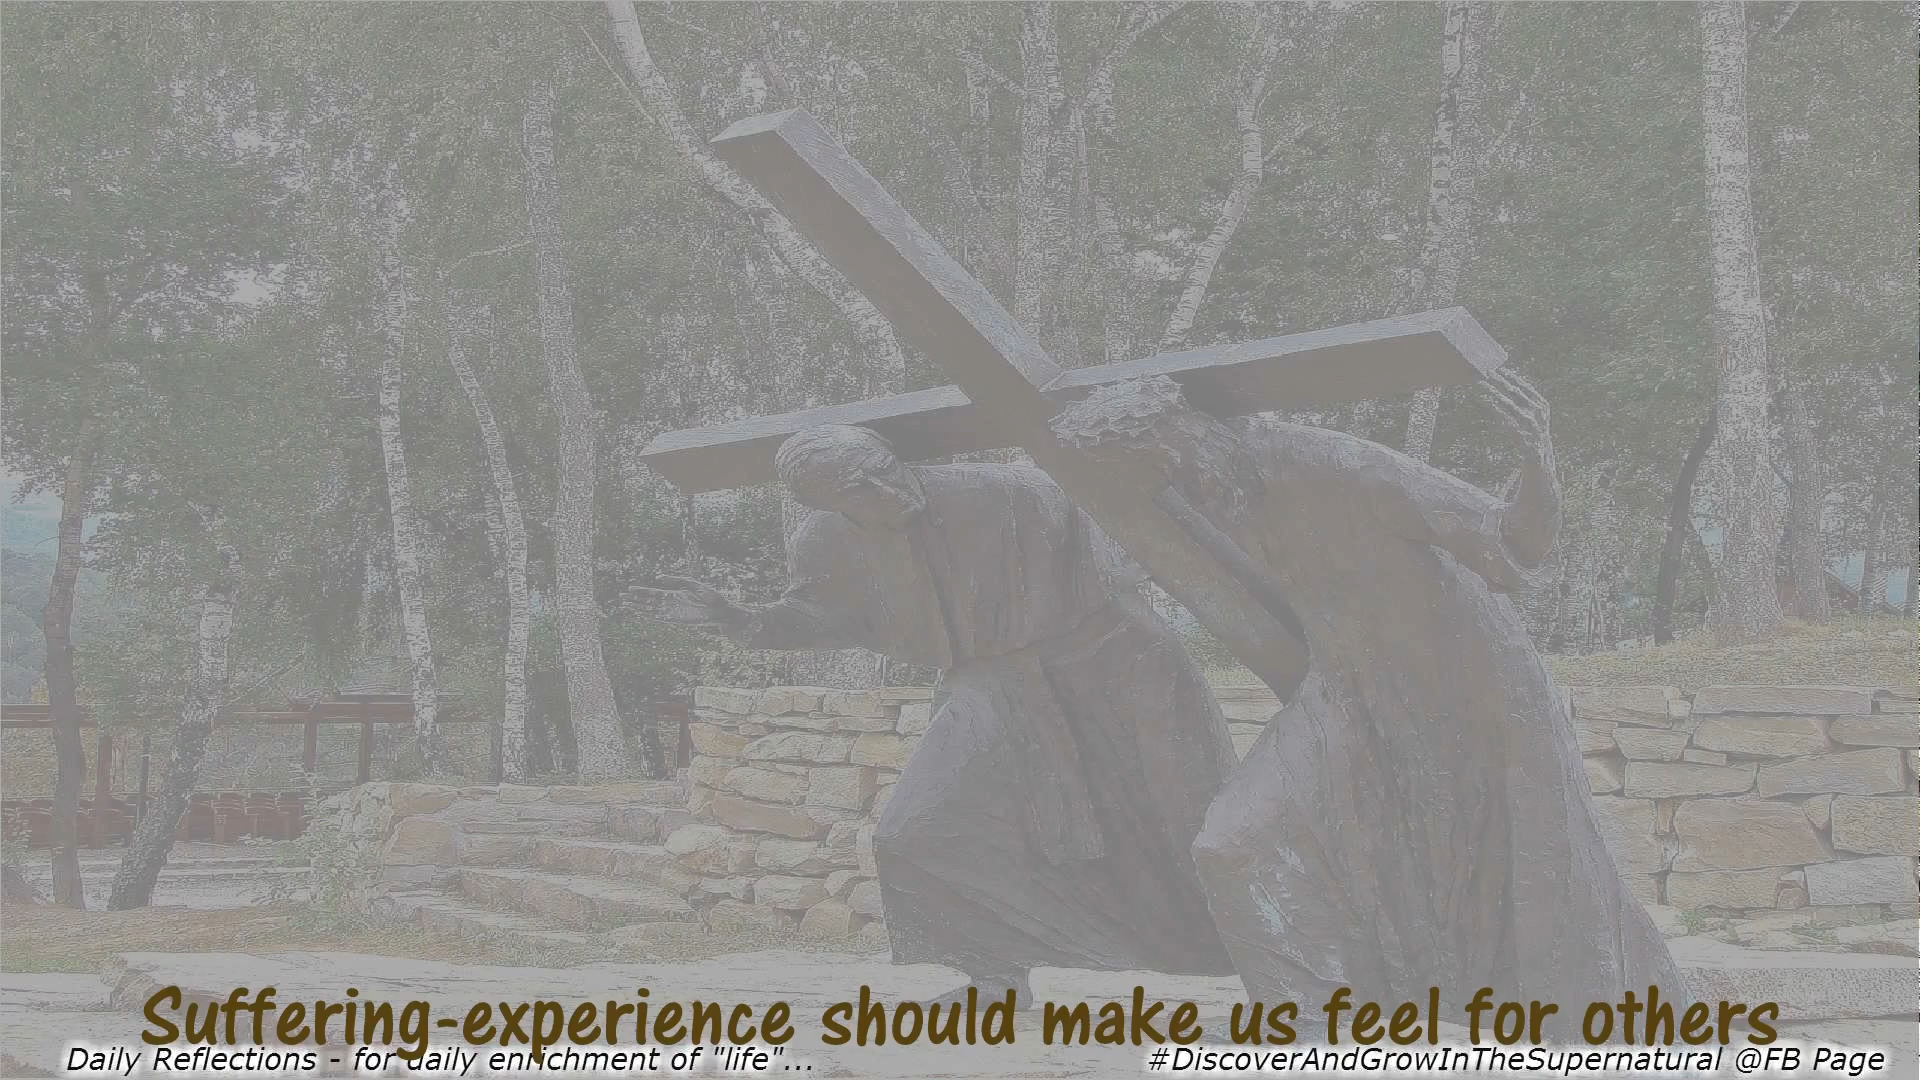 Suffering-experience should make us feel for others
Daily Reflections - for daily enrichment of "life"...
#DiscoverAndGrowInTheSupernatural @FB Page